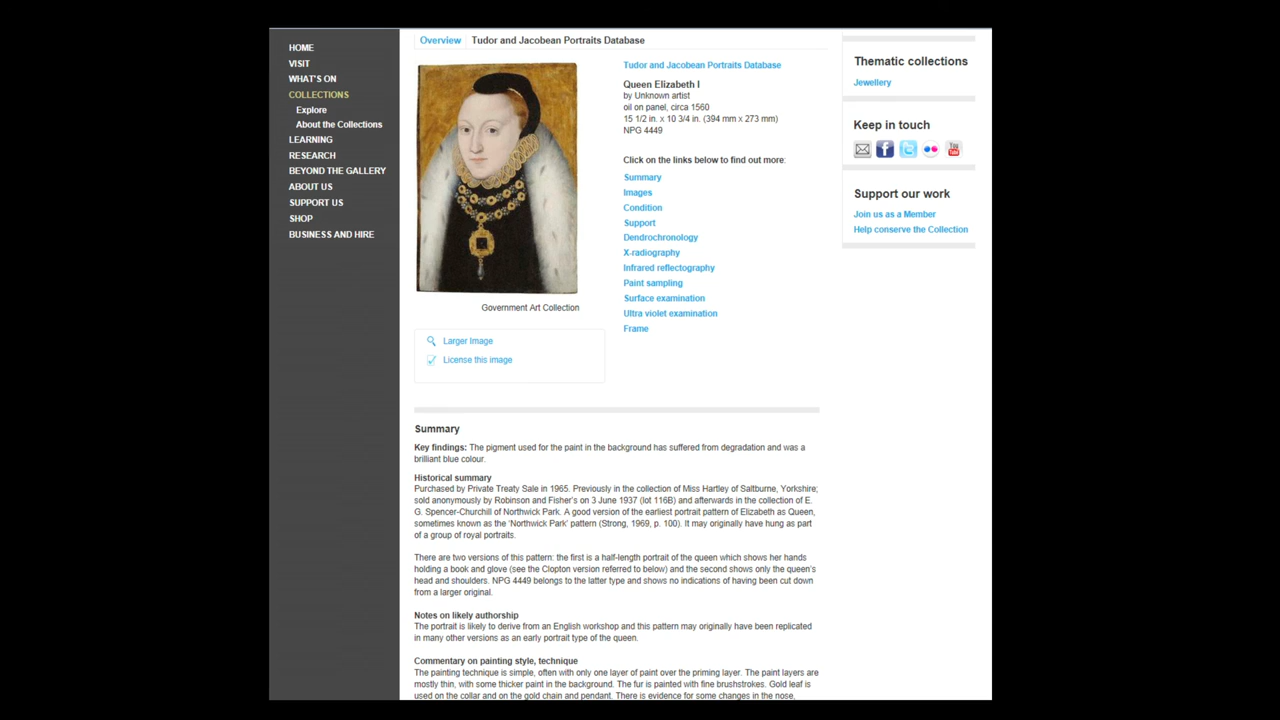 HOME
VISIT
WHAT'S ON
COLLECTIONS
Explore
About the Collections
LEARNING
RESEARCH
BEYOND THE GALLERY
ABOUT US
SUPPORT US
SHOP
BUSINESS AND HIRE
Overview Tudor and Jacobean Portraits Database
Government Art Collection
Larger Image
License this image
Tudor and Jacobean Portraits Database
Queen Elizabeth I
by Unknown artist
oil on panel, circa 1560
15 1/2 in. x 10 3/4 in. (394 mm x 273 mm)
NPG 4449
Click on the links below to find out more:
Summary
Images
Condition
Support
Dendrochronology
X-radiography
Infrared reflectography
Paint sampling
Surface examination
Ultra violet examination
Frame
Thematic collections
Jewellery
Keep in touch
You
Tube
Support our work
Join us as a Member
Help conserve the Collection
Summary
Key findings: The pigment used for the paint in the background has suffered from degradation and was a
brilliant blue colour.
Historical summary
Purchased by Private Treaty Sale in 1965. Previously in the collection of Miss Hartley of Saltburne, Yorkshire;
sold anonymously by Robinson and Fisher's on 3 June 1937 (lot 116B) and afterwards in the collection of E.
G. Spencer-Churchill of Northwick Park. A good version of the earliest portrait pattern of Elizabeth as Queen,
sometimes known as the 'Northwick Park' pattern (Strong, 1969, p. 100). It may originally have hung as part
of a group of royal portraits.
There are two versions of this pattern: the first is a half-length portrait of the queen which shows her hands
holding a book and glove (see the Clopton version referred to below) and the second shows only the queen's
head and shoulders. NPG 4449 belongs to the latter type and shows no indications of having been cut down
from a larger original.
Notes on likely authorship
The portrait is likely to derive from an English workshop and this pattern may originally have been replicated
in many other versions as an early portrait type of the queen.
Commentary on painting style, technique
The painting technique is simple, often with only one layer of paint over the priming layer. The paint layers are
mostly thin, with some thicker paint in the background. The fur is painted with fine brushstrokes. Gold leaf is
used on the collar and on the gold chain and pendant. There is evidence for some changes in the nose,